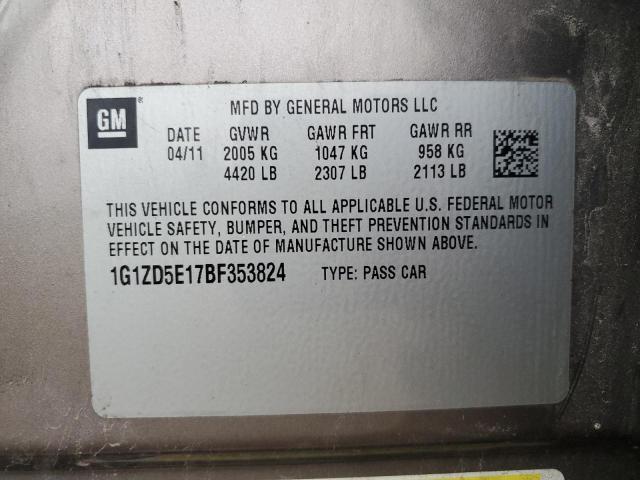 GM
MFD BY GENERAL MOTORS LLC
DATE GVWR GAWR FRT GAWR RR
04/11 2005 KG 1047 KG 958 KG
4420 LB 2307 LB 2113 LB
THIS VEHICLE CONFORMS TO ALL APPLICABLE U.S. FEDERAL MOTOR
VEHICLE SAFETY, BUMPER, AND THEFT PREVENTION STANDARDS IN
EFFECT ON THE DATE OF MANUFACTURE SHOWN ABOVE.
1G1ZD5E17BF353824 TYPE: PASS CAR